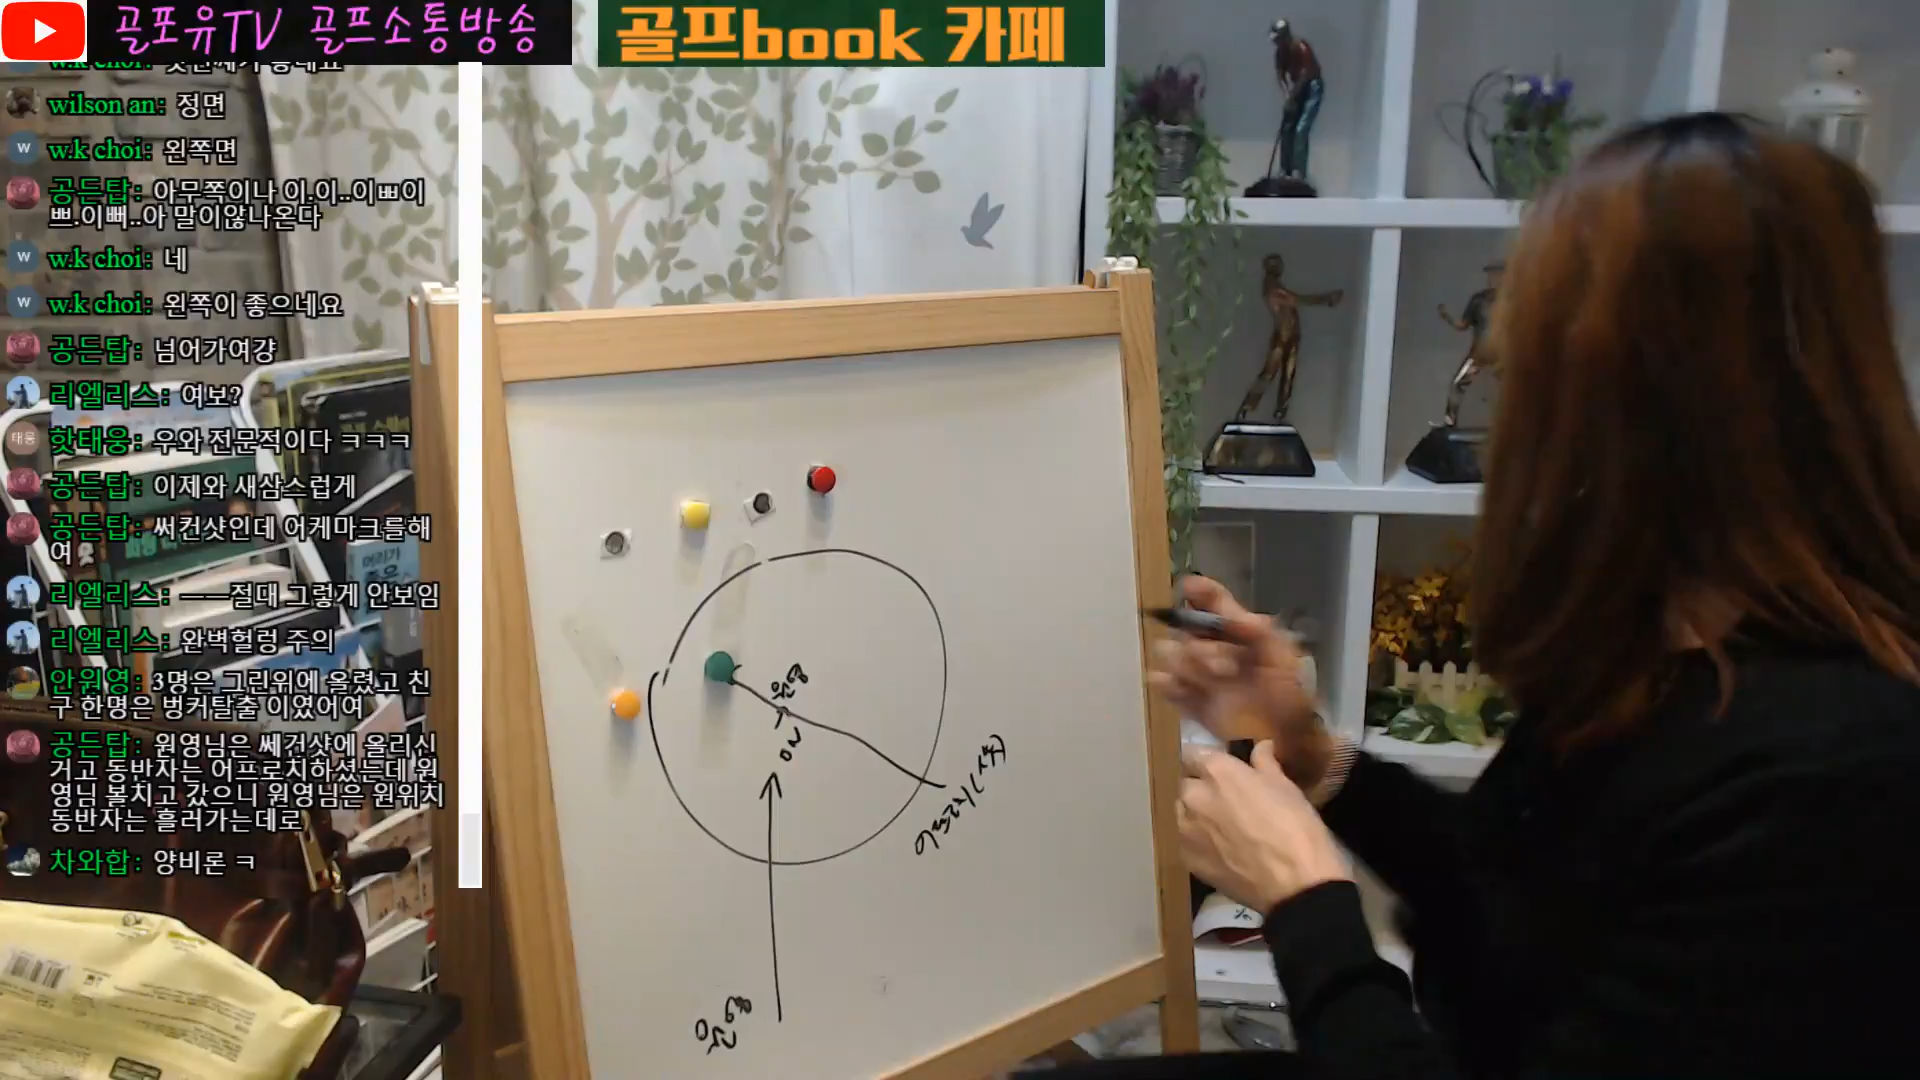 골포유TV 골프소통방송
골프book 카페
wilson an: 정면
w.k choi: 왼쪽면
공든탑: 아무쪽이나 이.이..이ㅃㅣ이
쁘.이뻐..아 말이않나온다
w.k choi: 네
w.k choi: 왼쪽이 좋으네요
공든탑: 넘어가여걍
리엘리스: 여보?
핫태웅: 우와 전문적이다 ㅋㅋㅋ
공든탑: 이제와 새삼스럽게
공든탑: 써컨샷인데 어케마크를해
여
리엘리스: ㅡㅡ절대 그렇게 안보임
리엘리스: 완벽헐렁 주의
안원영: 3명은 그린위에 올렸고 친
구 한명은 벙커탈출 이였어여
공든탑: 원영님은 쎄컨샷에 올리신
거고 동반자는 어프로치하셨는데 원
영님 볼치고 갔으니 원영님은 원위치
동반자는 흘러가는데로
차와합: 양비론 ㅋ
원영
ON